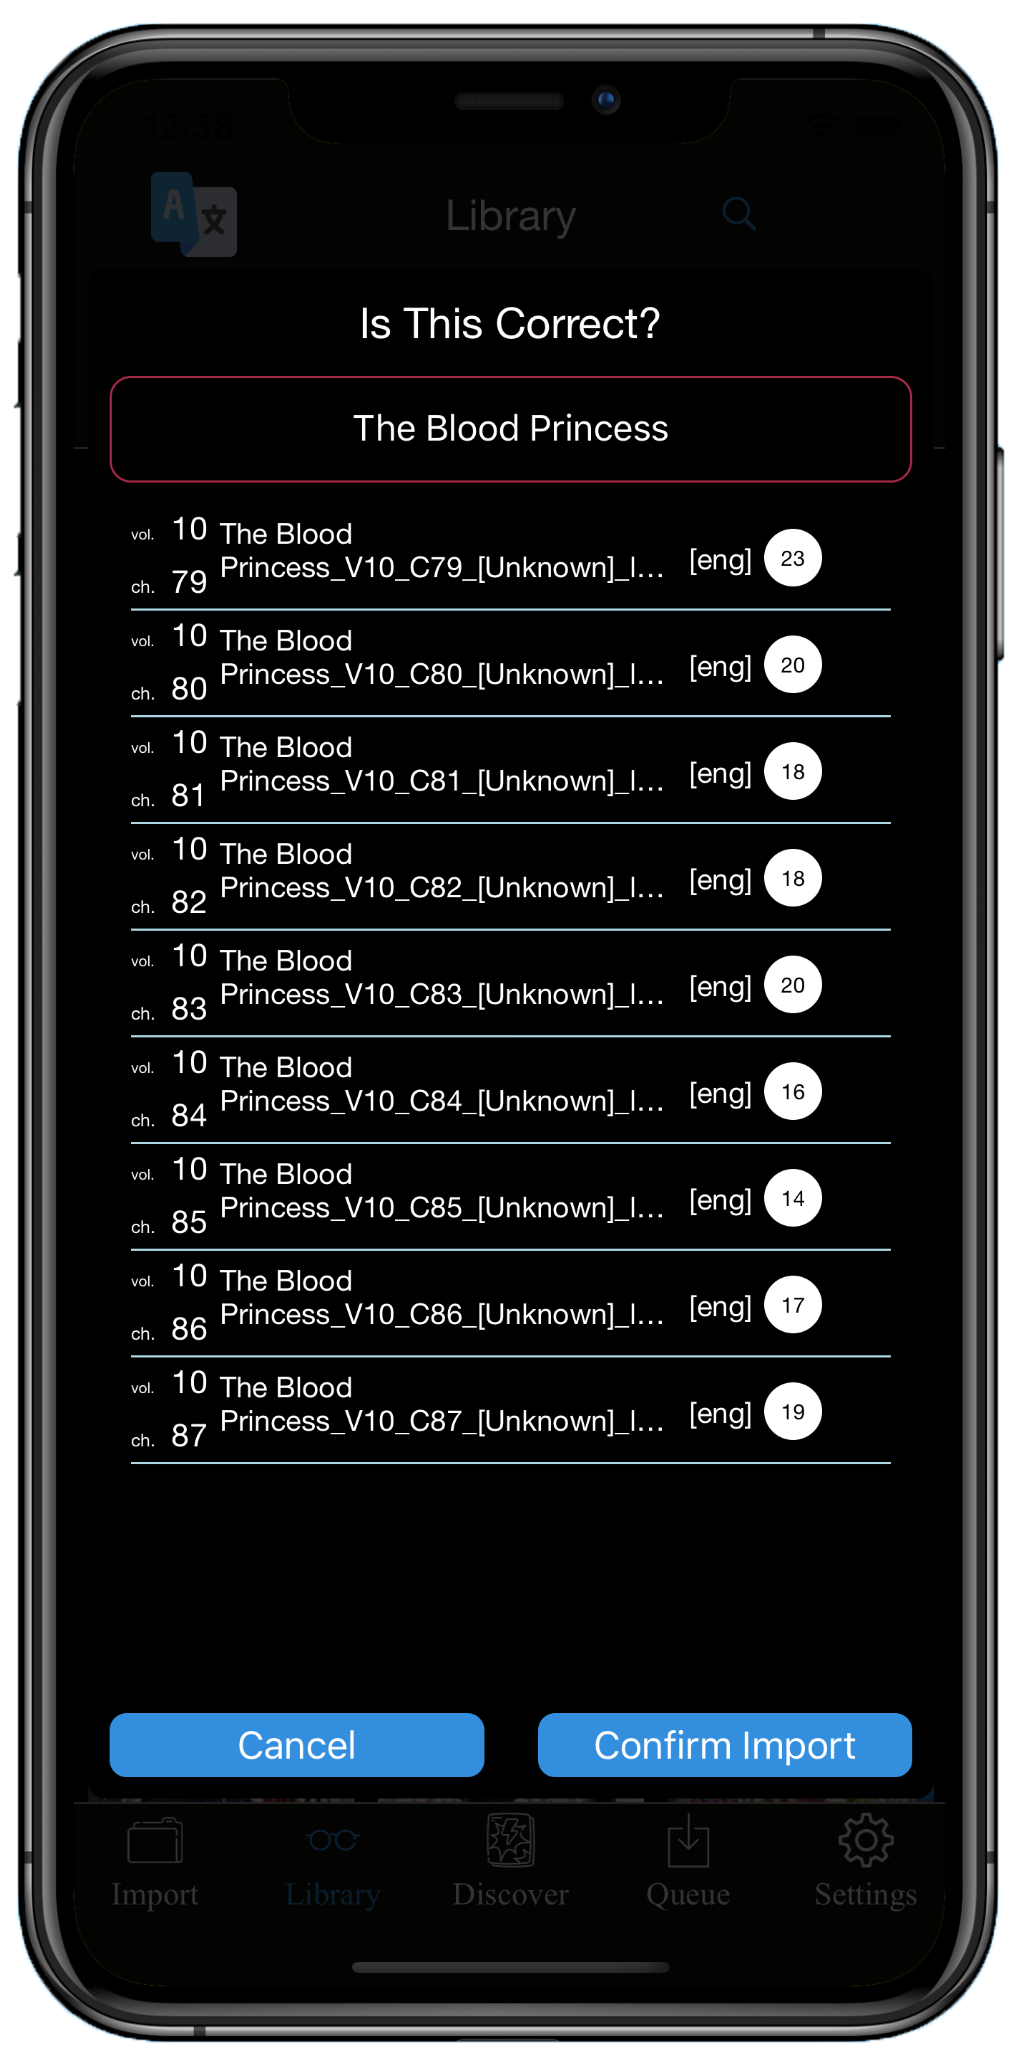 12:38
A 文
Library
Is This Correct?
The Blood Princess
vol. 10
ch. 79
The Blood
Princess_V10_C79_[Unknown]_I...
[eng]
23
vol. 10
ch. 80
The Blood
Princess_V10_C80_[Unknown]_I...
[eng]
20
vol. 10
ch. 81
The Blood
Princess_V10_C81_[Unknown]_I...
[eng]
18
vol. 10
ch. 82
The Blood
Princess_V10_C82_[Unknown]_I...
[eng]
18
vol. 10
ch. 83
The Blood
Princess_V10_C83_[Unknown]_I...
[eng]
20
vol. 10
ch. 84
The Blood
Princess_V10_C84_[Unknown]_I...
[eng]
16
vol. 10
ch. 85
The Blood
Princess_V10_C85_[Unknown]_I...
[eng]
14
vol. 10
ch. 86
The Blood
Princess_V10_C86_[Unknown]_I...
[eng]
17
vol. 10
ch. 87
The Blood
Princess_V10_C87_[Unknown]_I...
[eng]
19
Cancel
Confirm Import
Import
Library
Discover
Queue
Settings